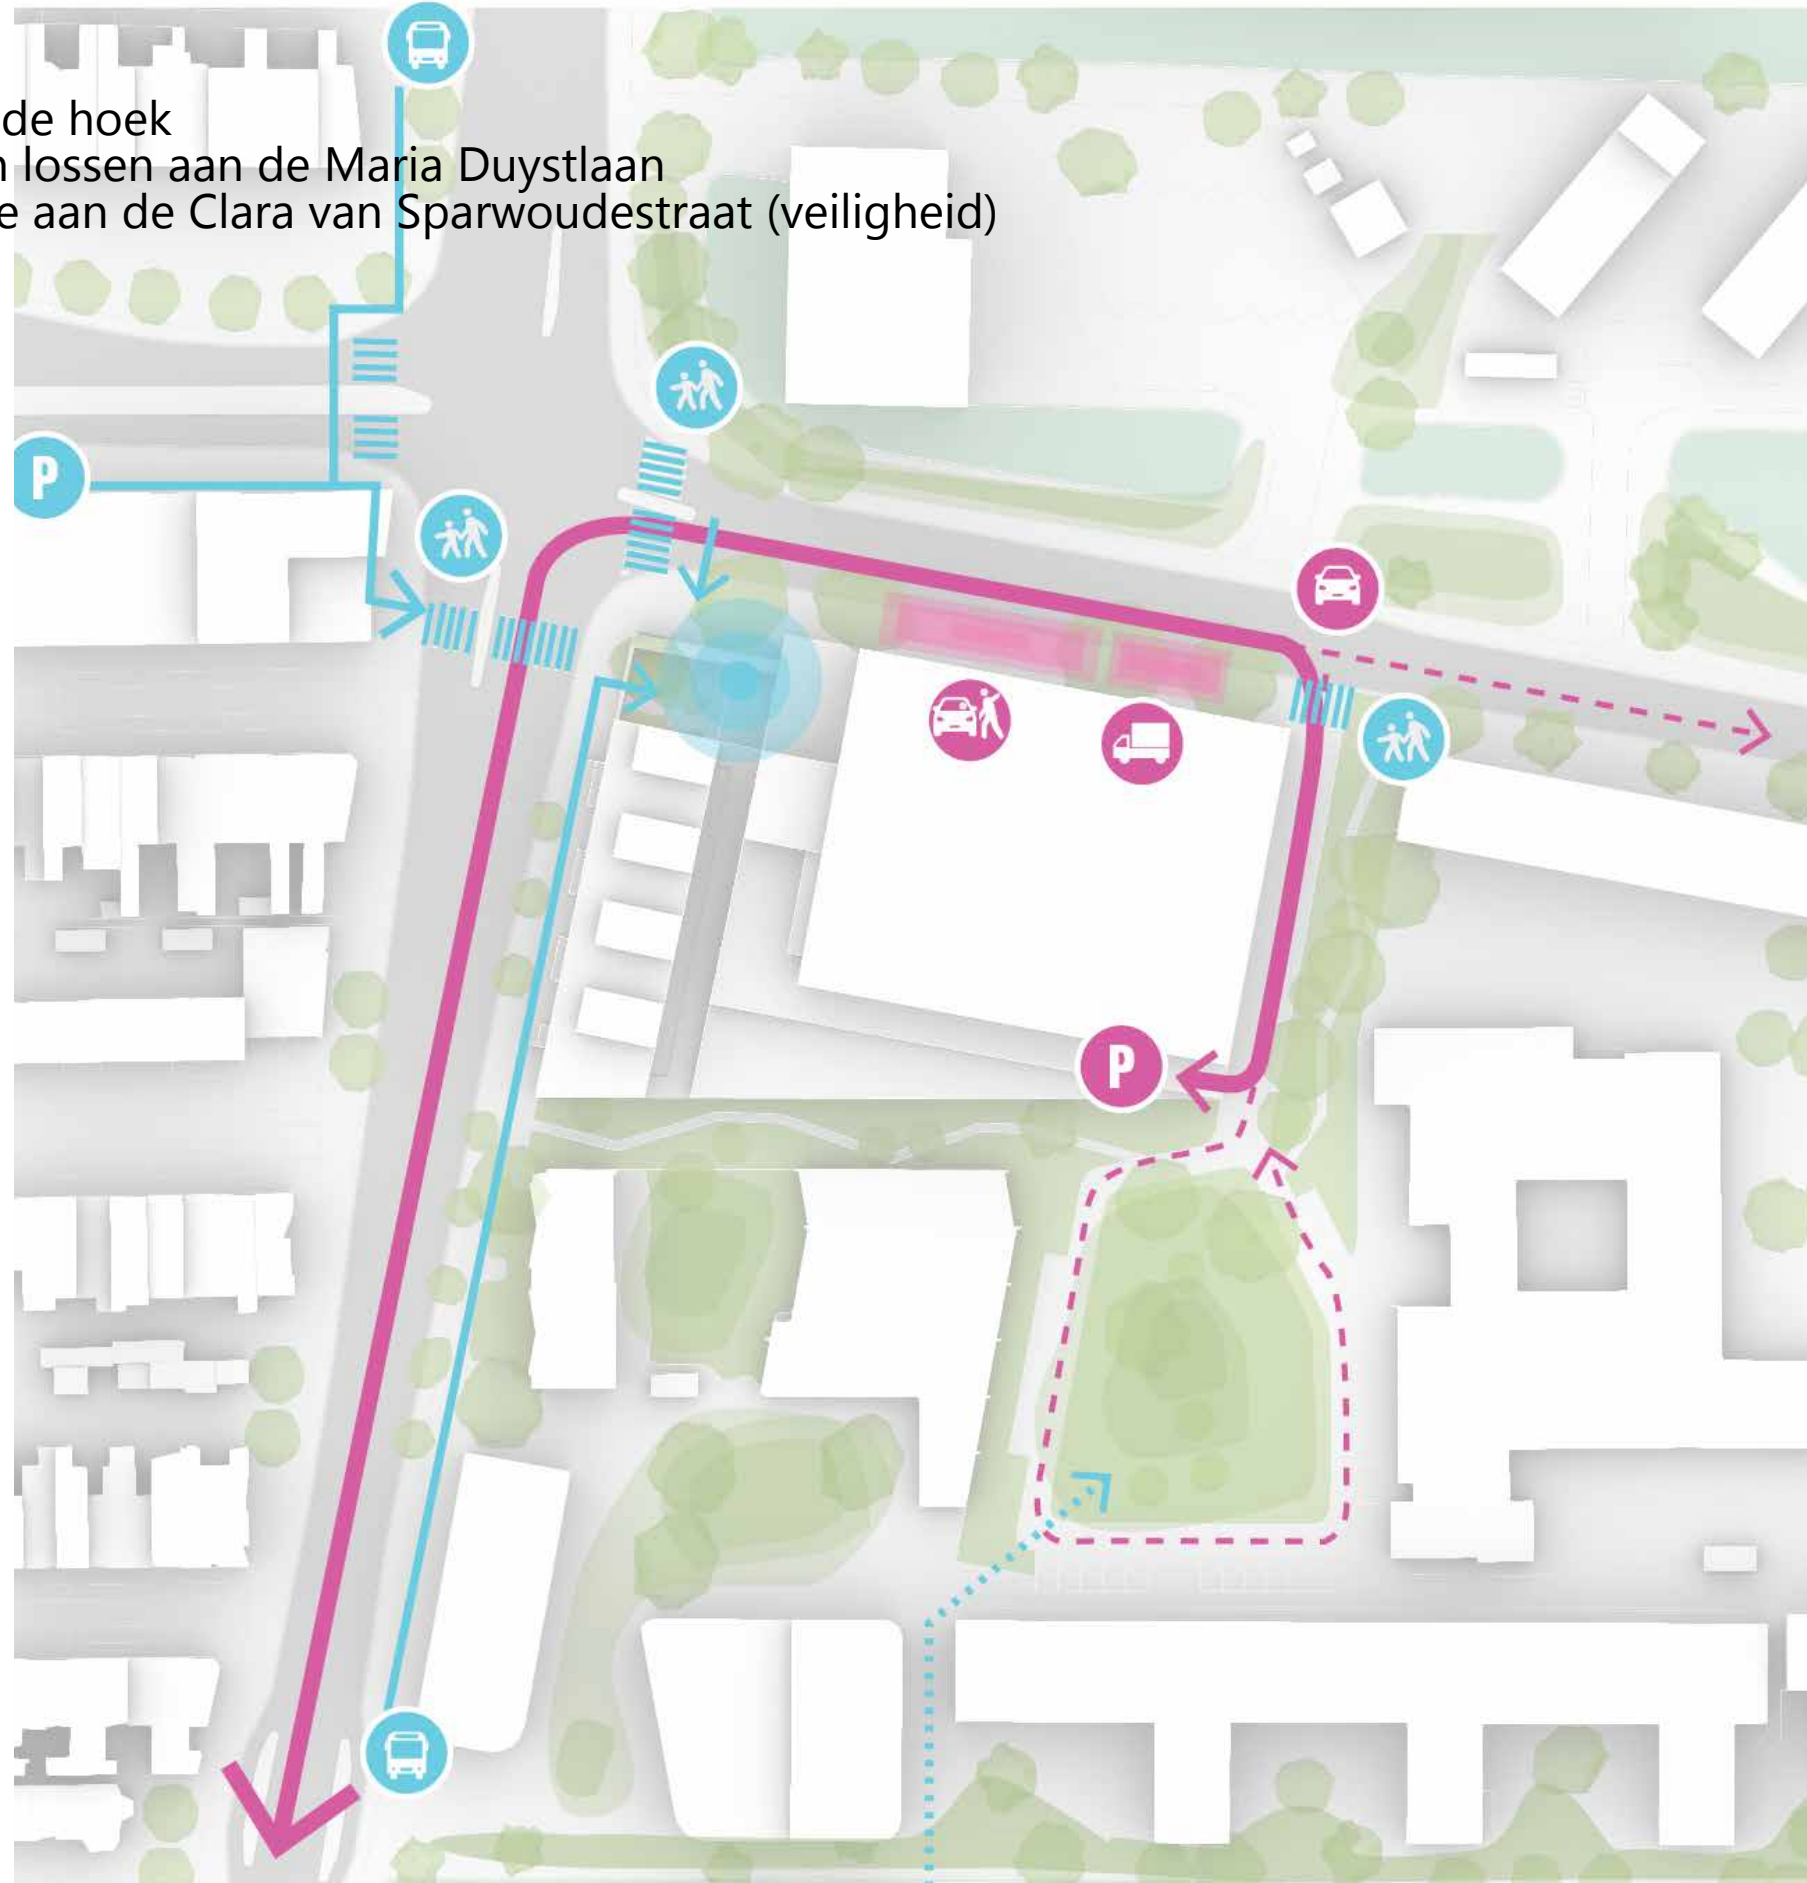 de hoek
n lossen aan de Maria Duystlaan
e aan de Clara van Sparwoudestraat (veiligheid)
P
P